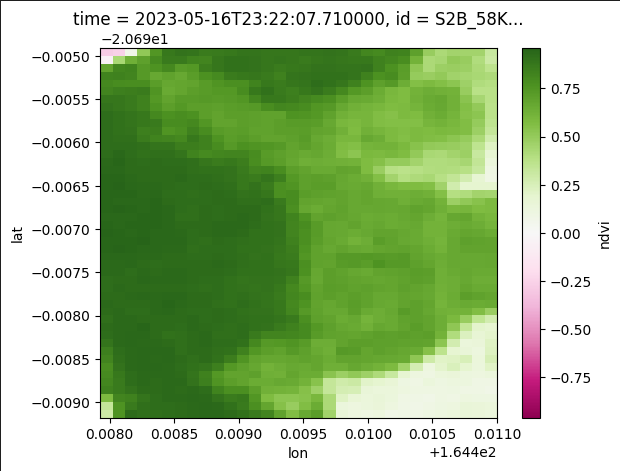 time = 2023-05-16T23:22:07.710000, id = S2B_58K...
−2.069e1
−0.0050
−0.0055
−0.0060
−0.0065
−0.0070
−0.0075
−0.0080
−0.0085
−0.0090
lat
0.0080 0.0085 0.0090 0.0095 0.0100 0.0105 0.0110
lon
+1.644e2
0.75
0.50
0.25
0.00
−0.25
−0.50
−0.75
ndvi